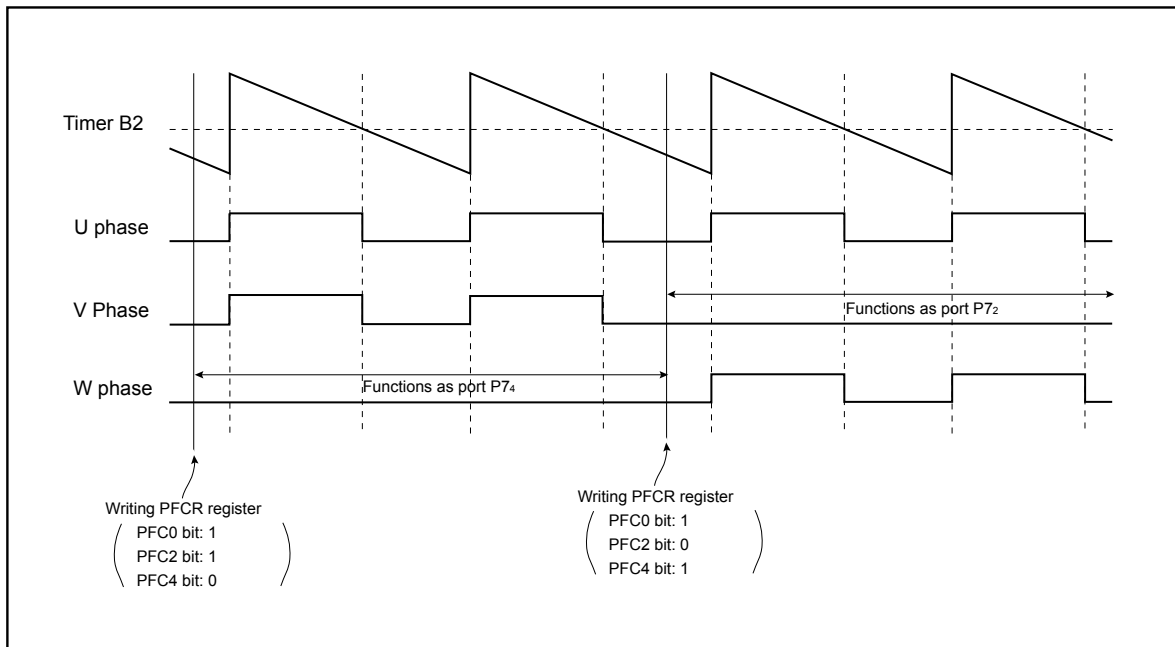 Timer B2
U phase
V Phase
Functions as port P72
W phase
Functions as port P74
Writing PFCR register
PFC0 bit: 1
PFC2 bit: 1
PFC4 bit: 0
Writing PFCR register
PFC0 bit: 1
PFC2 bit: 0
PFC4 bit: 1